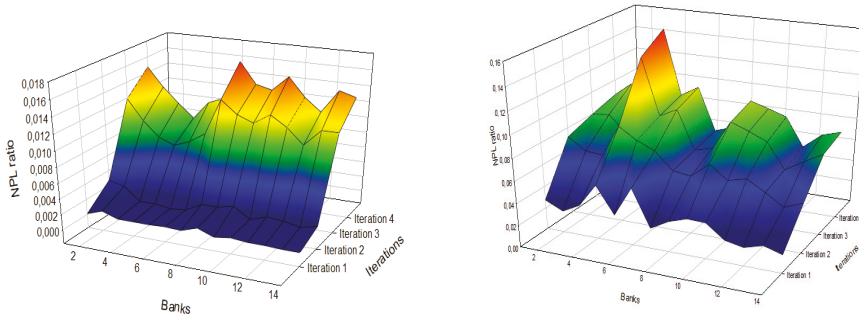 0,018
0,016
0,014
0,012
0,010
0,008
0,006
0,004
0,002
0,000
NPL ratio
2
4
6
8
10
12
14
Banks
Iteration 1
Iteration 2
Iteration 3
Iteration 4
Iterations
0,16
0,14
0,12
0,10
0,08
0,06
0,04
0,02
0,00
NPL ratio
2
4
6
8
10
12
14
Banks
Iteration 1
Iteration 2
Iteration 3
Iteration
Iterations